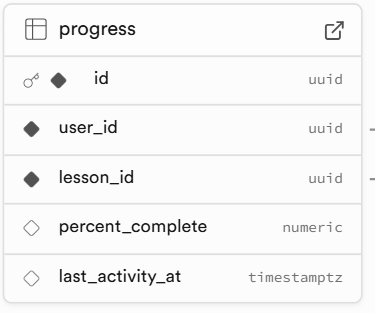 progress
id uuid
user_id uuid
lesson_id uuid
percent_complete numeric
last_activity_at timestamptz